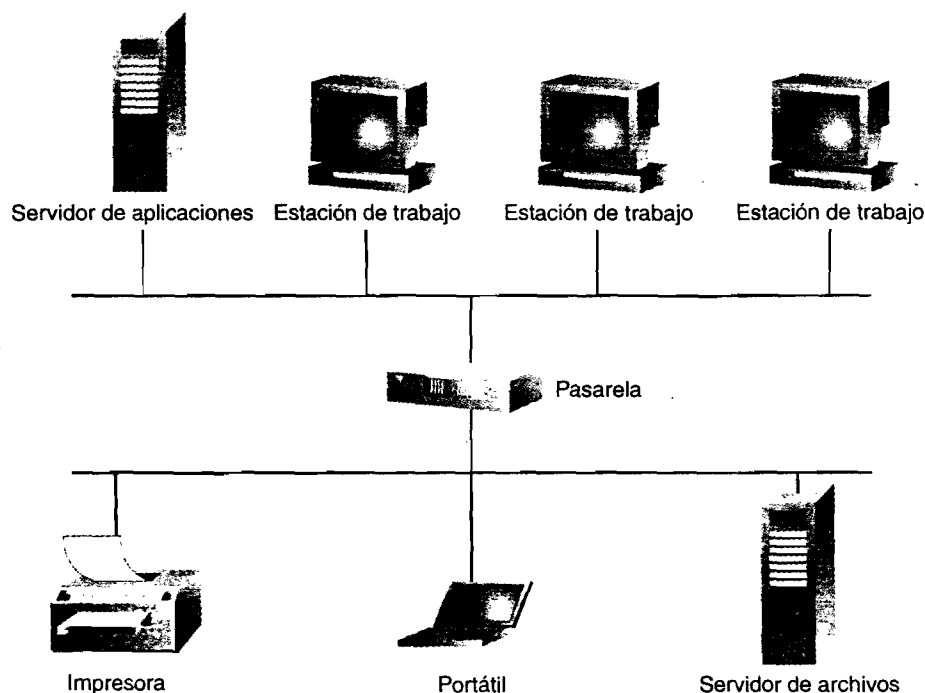 Servidor de aplicaciones Estación de trabajo Estación de trabajo Estación de trabajo
Pasarela
Impresora Portátil Servidor de archivos